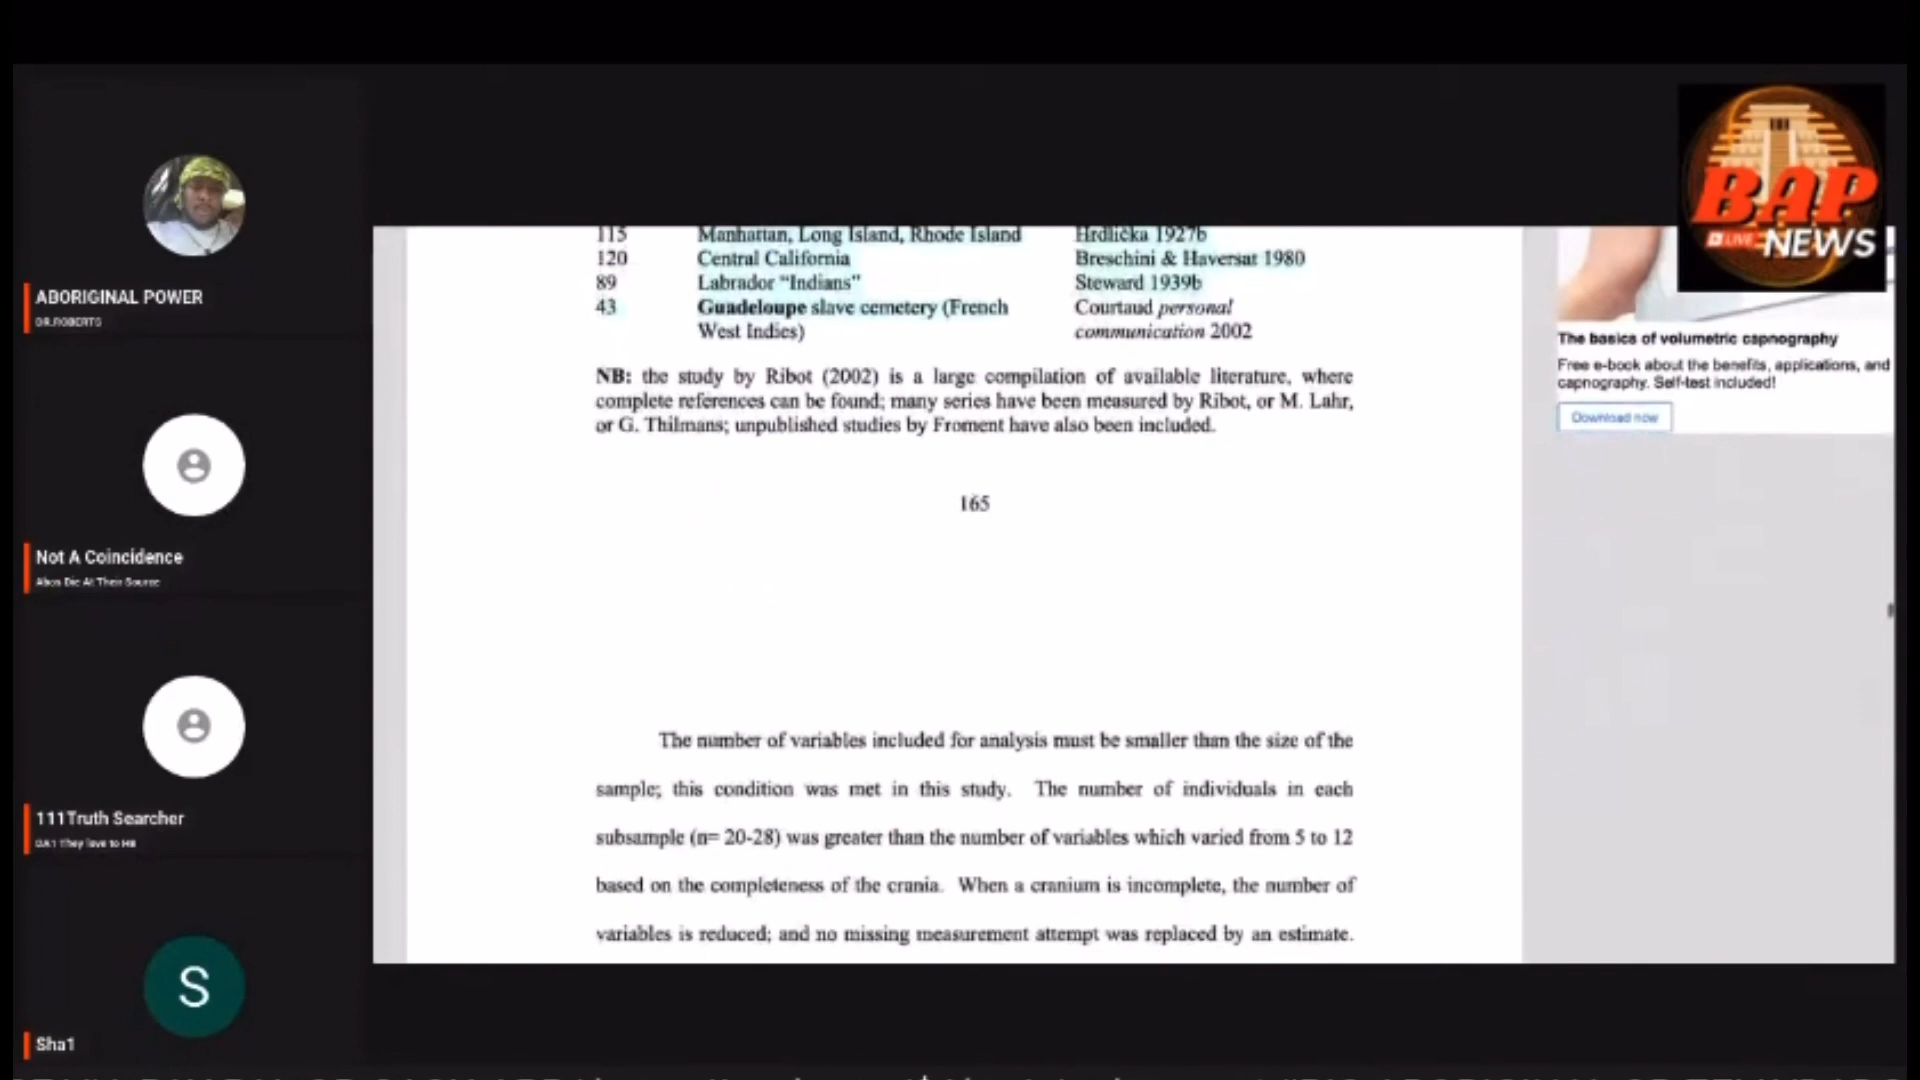 BAP
LIVE NEWS
ABORIGINAL POWER
DR.ROBERTS
Not A Coincidence
Abos Die At Their Source
111Truth Searcher
S
Sha1
115 Manhattan, Long Island, Rhode Island Hrdlička 1927b
120 Central California Breschini & Haversat 1980
89 Labrador “Indians” Steward 1939b
43 Guadeloupe slave cemetery (French Courtaud personal
West Indies) communication 2002
NB: the study by Ribot (2002) is a large compilation of available literature, where
complete references can be found; many series have been measured by Ribot, or M. Lahr,
or G. Thilmans; unpublished studies by Froment have also been included.
165
The number of variables included for analysis must be smaller than the size of the
sample; this condition was met in this study. The number of individuals in each
subsample (n= 20-28) was greater than the number of variables which varied from 5 to 12
based on the completeness of the crania. When a cranium is incomplete, the number of
variables is reduced; and no missing measurement attempt was replaced by an estimate.
The basics of volumetric capnography
Free e-book about the benefits, applications, and
capnography. Self-test included!
Download now